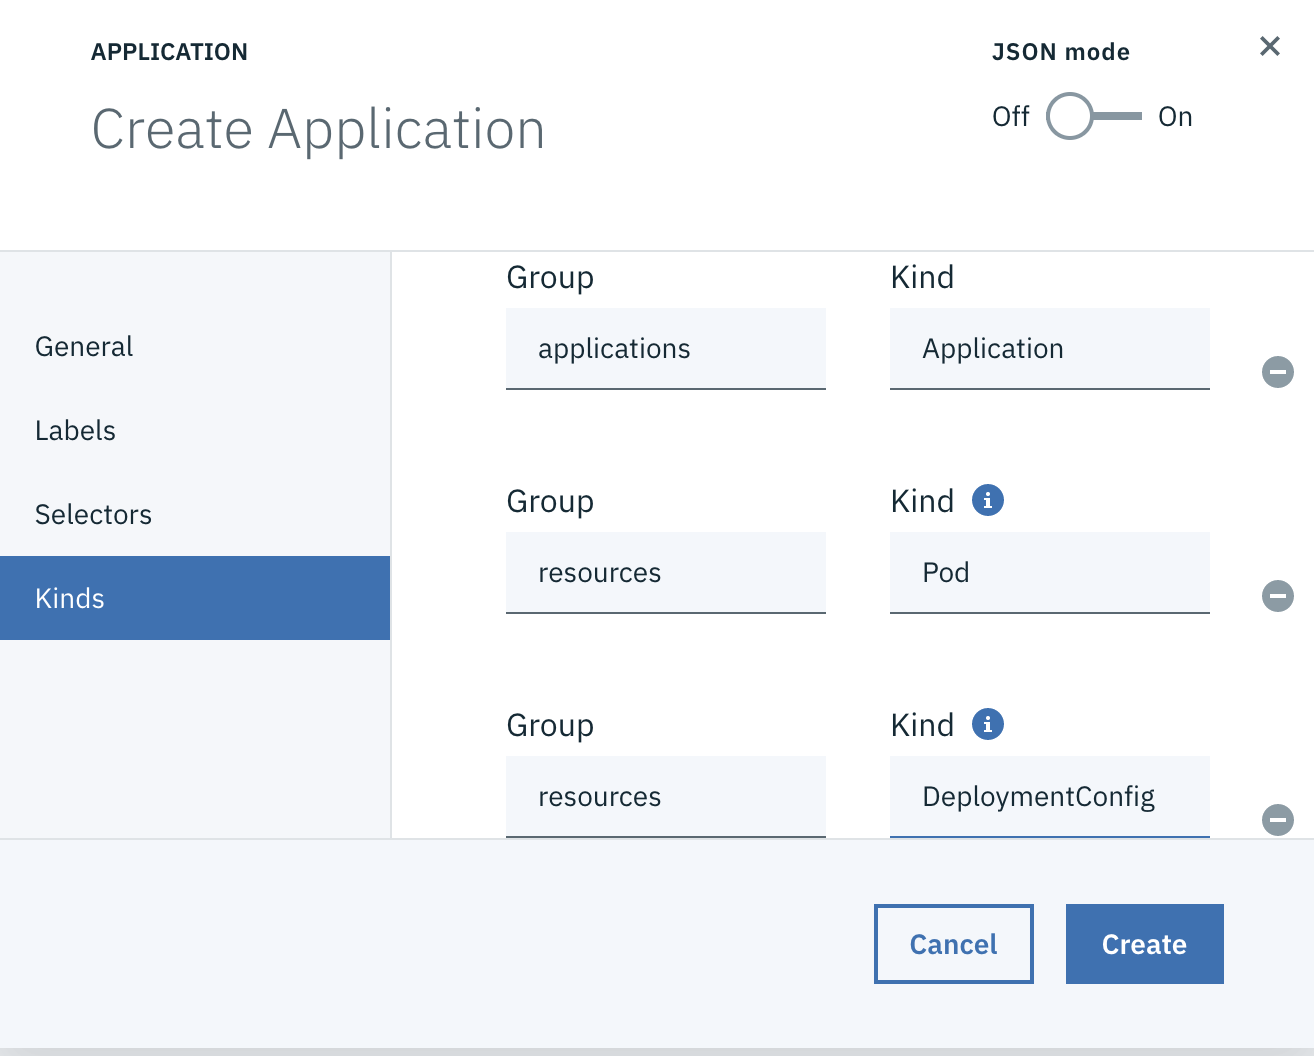 APPLICATION
JSON mode
Create Application
Off On
General
Labels
Selectors
Kinds
Group Kind
applications Application
Group Kind
resources Pod
Group Kind
resources DeploymentConfig
Cancel Create